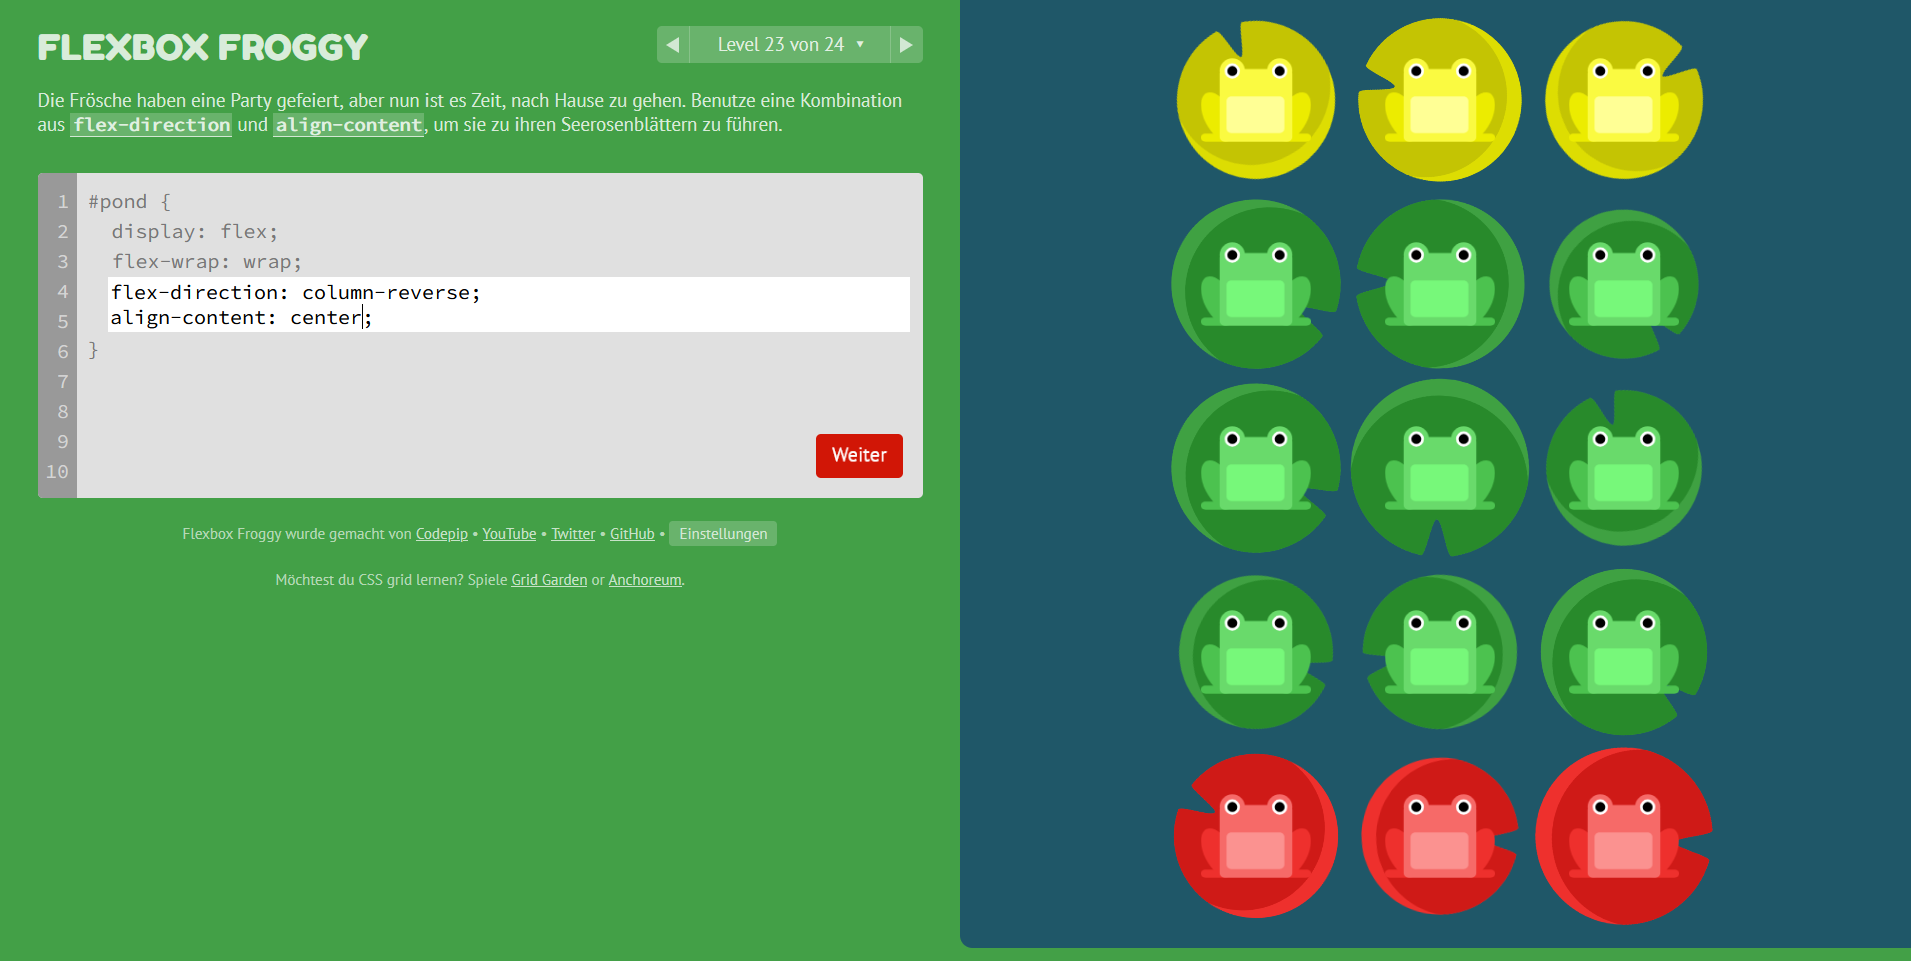 FLEXBOX FROGGY
◀ Level 23 von 24 ▼ ▶
Die Frösche haben eine Party gefeiert, aber nun ist es Zeit, nach Hause zu gehen. Benutze eine Kombination
aus flex-direction und align-content, um sie zu ihren Seerosenblättern zu führen.
1 #pond {
2 display: flex;
3 flex-wrap: wrap;
4 flex-direction: column-reverse;
5 align-content: center;
6 }
7
8
9
10
Weiter
Flexbox Froggy wurde gemacht von Codepip • YouTube • Twitter • GitHub • Einstellungen
Möchtest du CSS grid lernen? Spiele Grid Garden or Anchoreum.